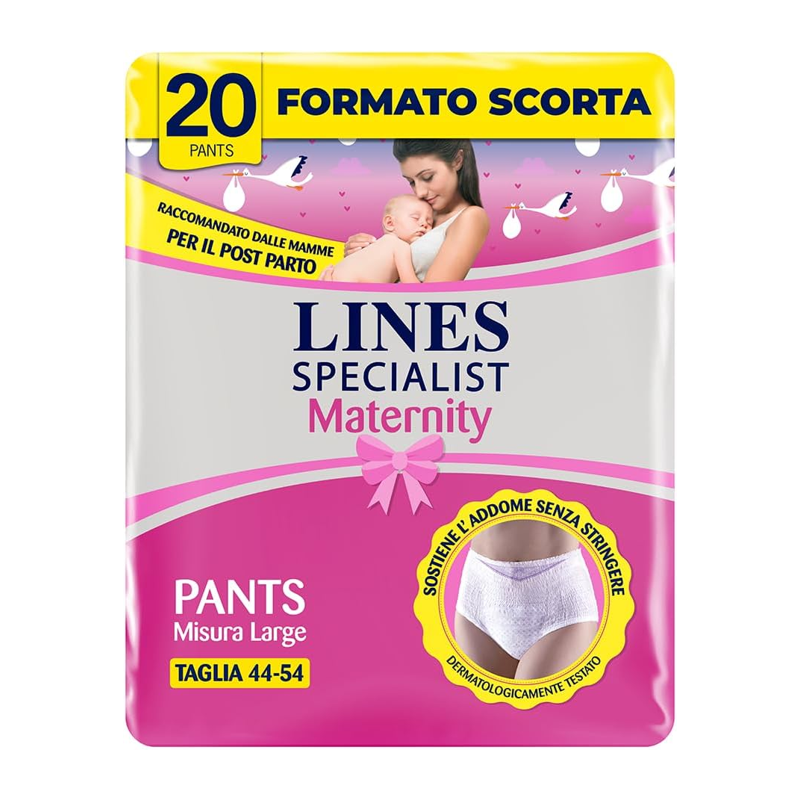 20
PANTS
FORMATO SCORTA
RACCOMANDATO DALLE MAMME
PER IL POST PARTO
LINES
SPECIALIST
Maternity
SOSTIENE L'ADDOME SENZA STRINGERE
DERMATOLOGICAMENTE TESTATO
PANTS
Misura Large
TAGLIA 44-54